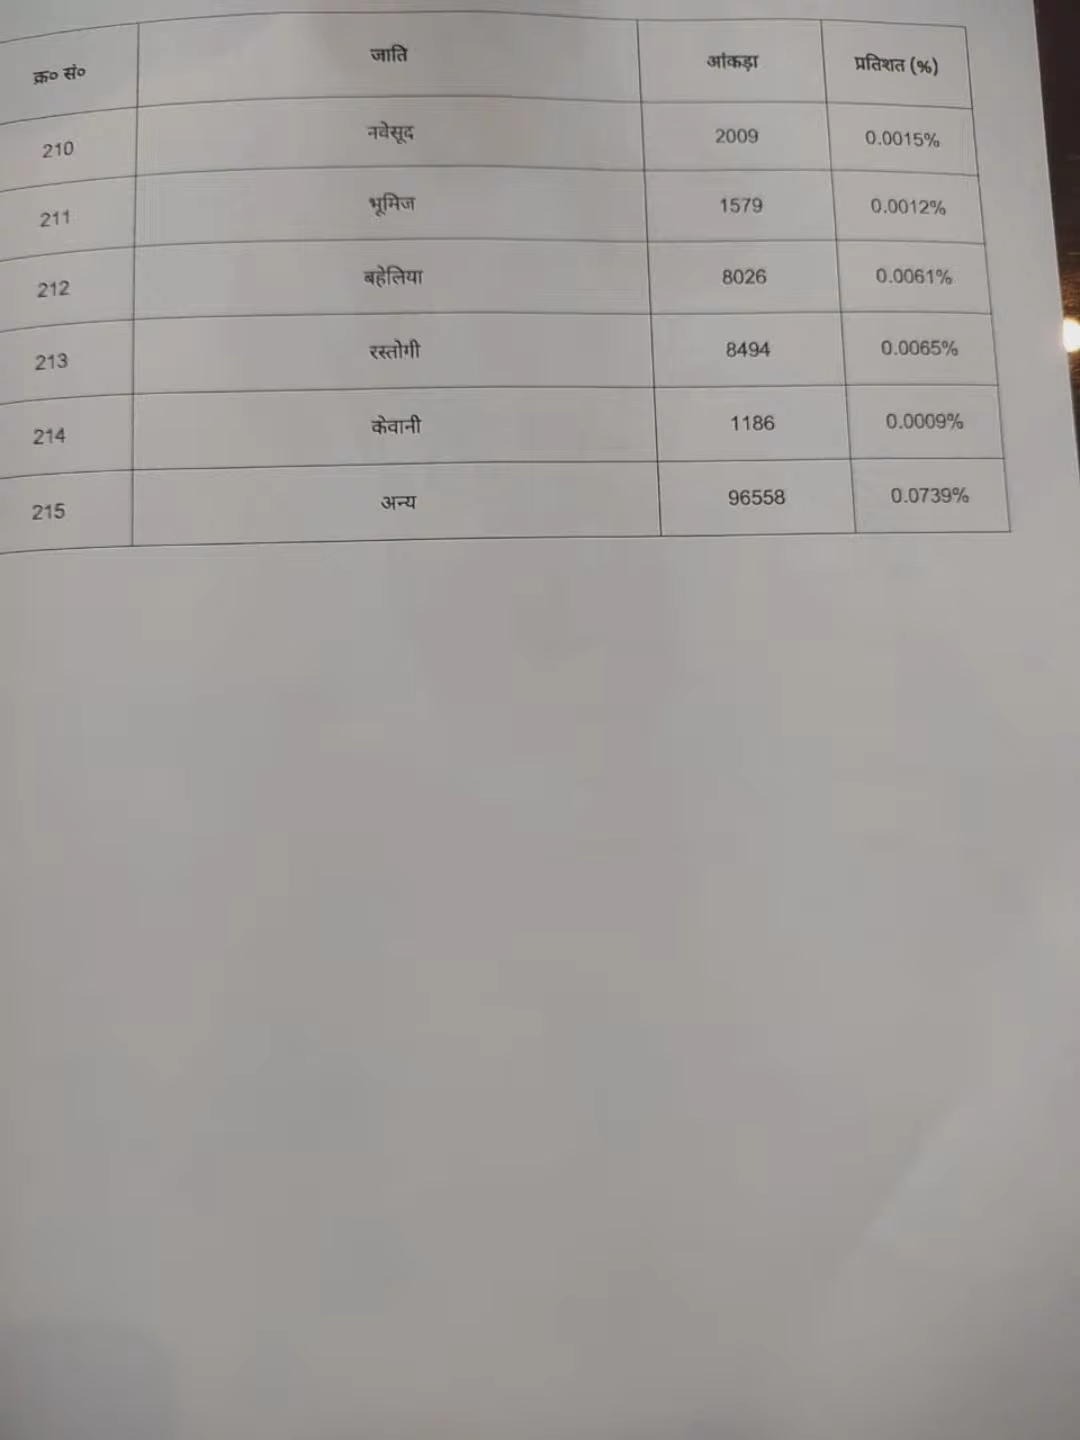 क्र० सं० जाति आंकड़ा प्रतिशत (%)
210 नवेसूद 2009 0.0015%
211 भूमिज 1579 0.0012%
212 बहेलिया 8026 0.0061%
213 रस्तोगी 8494 0.0065%
214 केवानी 1186 0.0009%
215 अन्य 96558 0.0739%